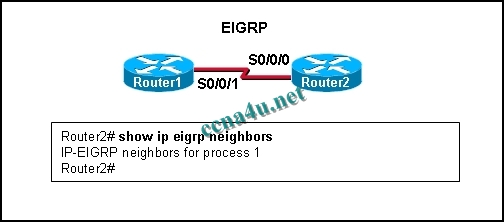 EIGRP
S0/0/0
Router1
Router2
S0/0/1
ccna4u.net
Router2# show ip eigrp neighbors
IP-EIGRP neighbors for process 1
Router2#